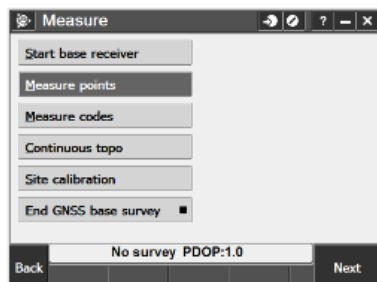 Measure
? – X
Start base receiver
Measure points
Measure codes
Continuous topo
Site calibration
End GNSS base survey
No survey PDOP:1.0
Back
Next